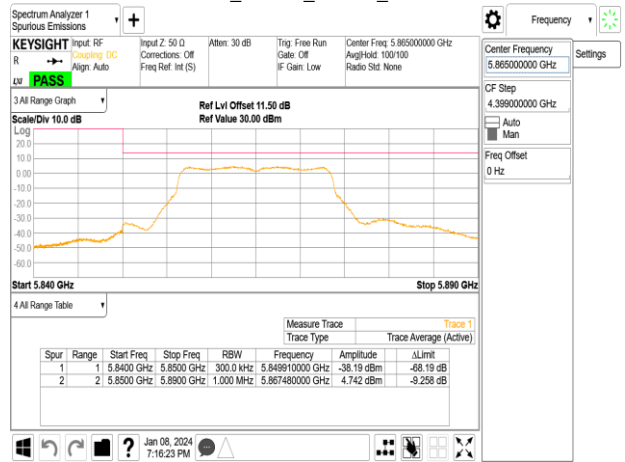 Spectrum Analyzer 1
Spurious Emissions
KEYSIGHT
R
LXI
PASS
Input: RF
Coupling: DC
Align: Auto
Input Z: 50 Ω
Corrections: Off
Freq Ref: Int (S)
Atten: 30 dB
Trig: Free Run
Gate: Off
IF Gain: Low
Center Freq: 5.865000000 GHz
Avg|Hold: 100/100
Radio Std: None
3 All Range Graph
Scale/Div 10.0 dB
Ref Lvl Offset 11.50 dB
Ref Value 30.00 dBm
Log
20.0
10.0
0.00
-10.0
-20.0
-30.0
-40.0
-50.0
-60.0
Start 5.840 GHz
Stop 5.890 GHz
4 All Range Table
Measure Trace Trace 1
Trace Type Trace Average (Active)
Spur Range Start Freq Stop Freq RBW Frequency Amplitude ΔLimit
1 1 5.8400 GHz 5.8500 GHz 300.0 kHz 5.849910000 GHz -38.19 dBm -68.19 dB
2 2 5.8500 GHz 5.8900 GHz 1.000 MHz 5.867480000 GHz 4.742 dBm -9.258 dB
Jan 08, 2024
7:16:23 PM
Frequency
Center Frequency
5.865000000 GHz
Settings
CF Step
4.399000000 GHz
Auto
Man
Freq Offset
0 Hz